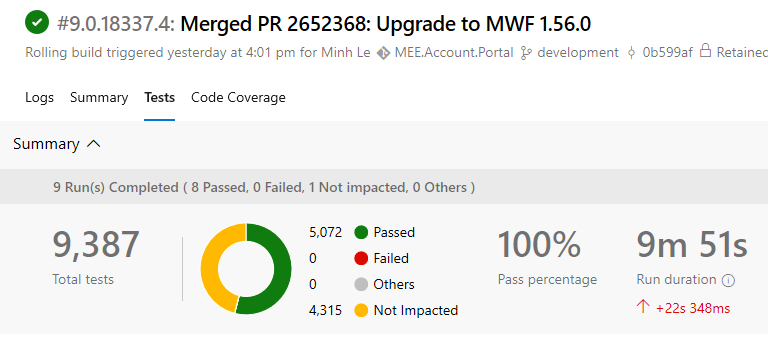 #9.0.18337.4: Merged PR 2652368: Upgrade to MWF 1.56.0
Rolling build triggered yesterday at 4:01 pm for Minh Le MEE.Account.Portal development 0b599af Retained
Logs Summary Tests Code Coverage
Summary
9 Run(s) Completed ( 8 Passed, 0 Failed, 1 Not impacted, 0 Others )
9,387
Total tests
5,072 Passed
0 Failed
0 Others
4,315 Not Impacted
100%
Pass percentage
9m 51s
Run duration
+22s 348ms